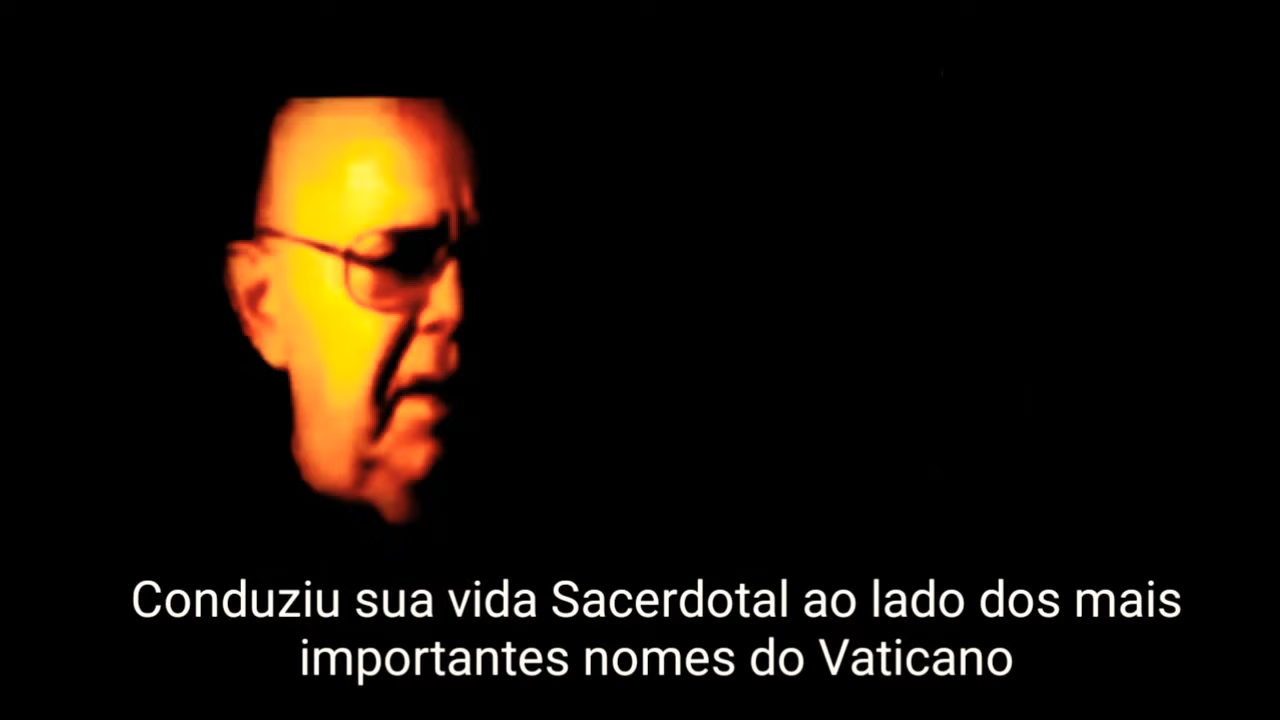 Conduziu sua vida Sacerdotal ao lado dos mais
importantes nomes do Vaticano